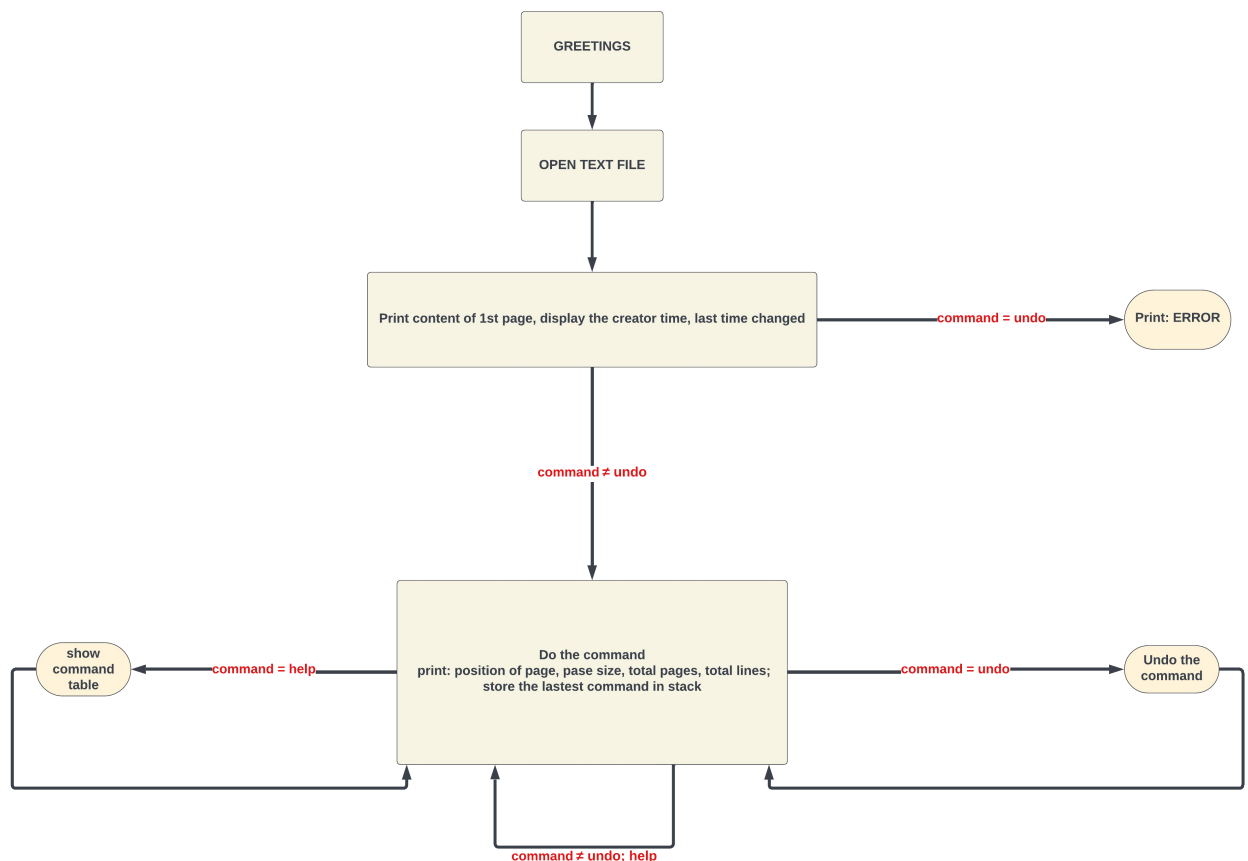 GREETINGS
OPEN TEXT FILE
Print content of 1st page, display the creator time, last time changed
command = undo
Print: ERROR
command ≠ undo
Do the command
print: position of page, pase size, total pages, total lines;
store the lastest command in stack
show
command
table
command = help
command = undo
Undo the
command
command ≠ undo; help